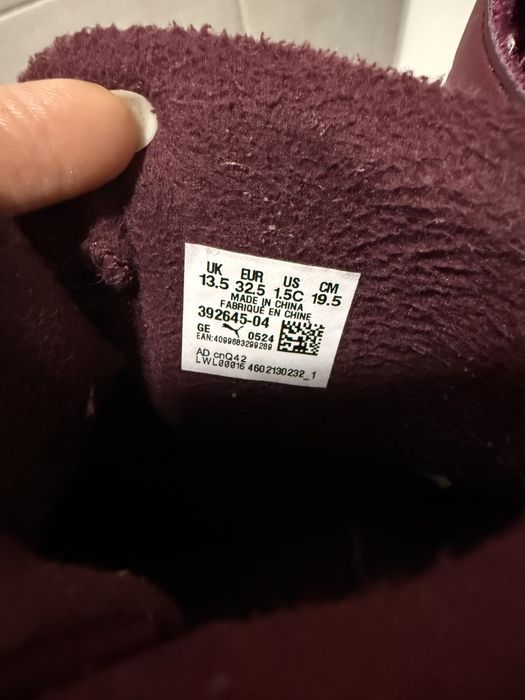 UK EUR US CM
13.5 32.5 1.5C 19.5
MADE IN CHINA
FABRIQUÉ EN CHINE
392645-04
GE 0524
EAN:4099683299289
AD cnQ42
LWL00016 4602130232_1